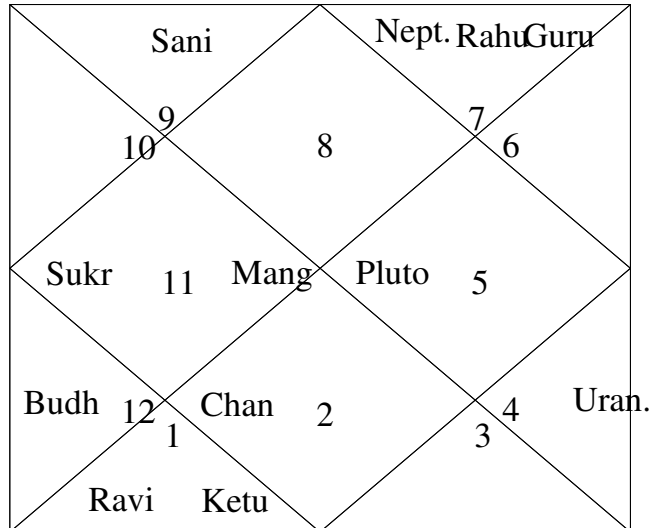 Sani Nept. Rahu Guru
9 7
10 8 6
Sukr 11 Mang Pluto 5
Budh 12 Chan 2 4 Uran.
1 3
Ravi Ketu